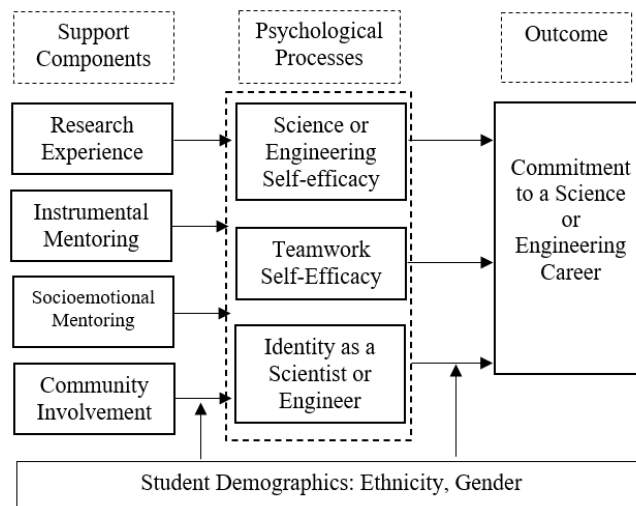 Support
Components
Psychological
Processes
Outcome
Research
Experience
Instrumental
Mentoring
Socioemotional
Mentoring
Community
Involvement
Science or
Engineering
Self-efficacy
Teamwork
Self-Efficacy
Identity as a
Scientist or
Engineer
Commitment
to a Science
or
Engineering
Career
Student Demographics: Ethnicity, Gender